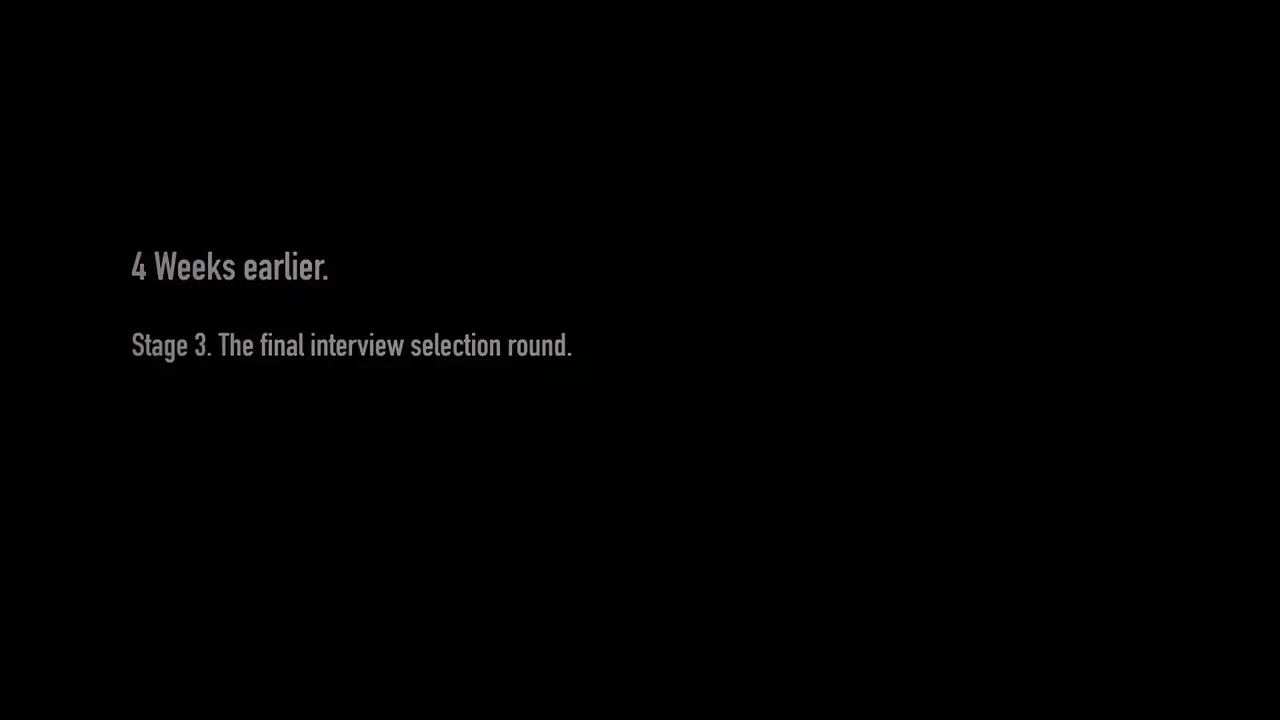 4 Weeks earlier.
Stage 3. The final interview selection round.